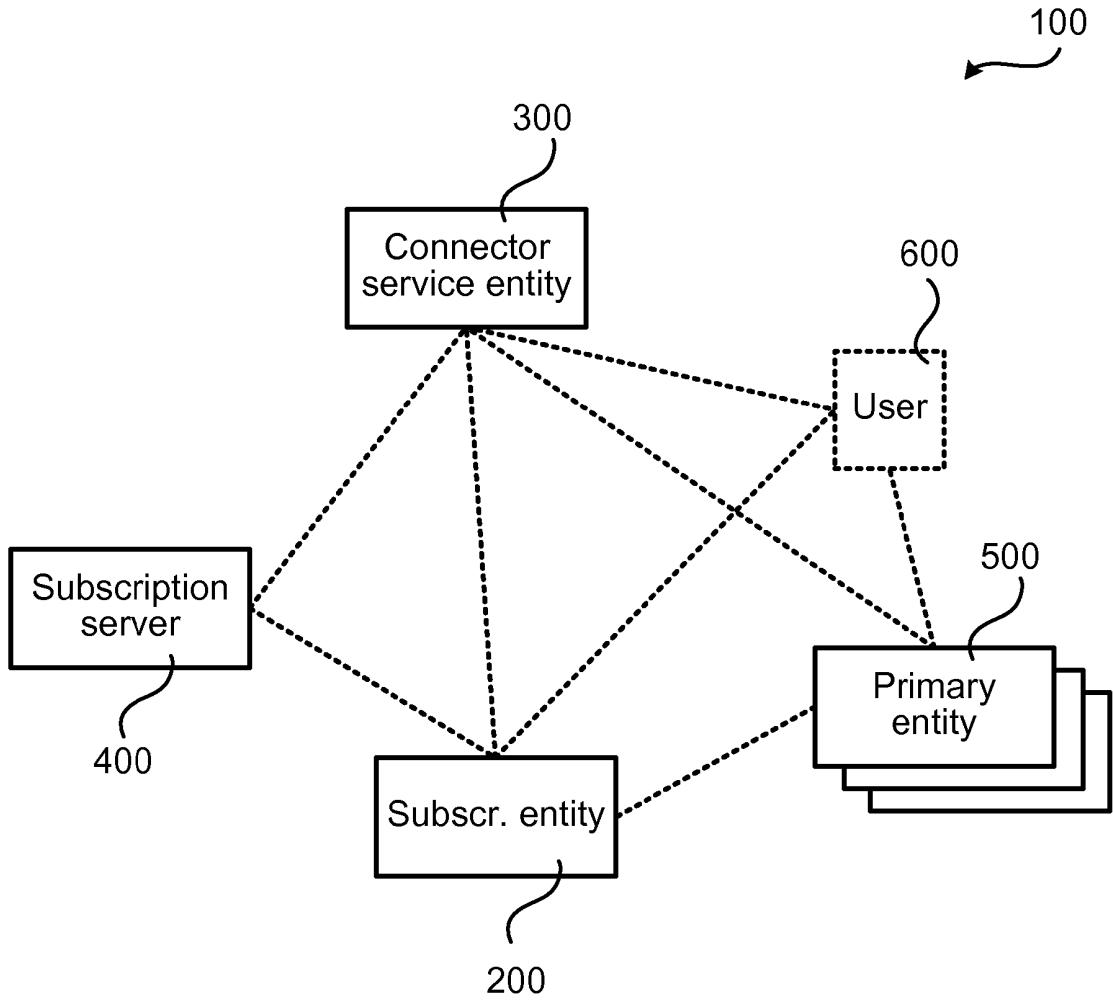 100
300
Connector
service entity
600
User
500
Subscription
server
Primary
entity
400
Subscr. entity
200